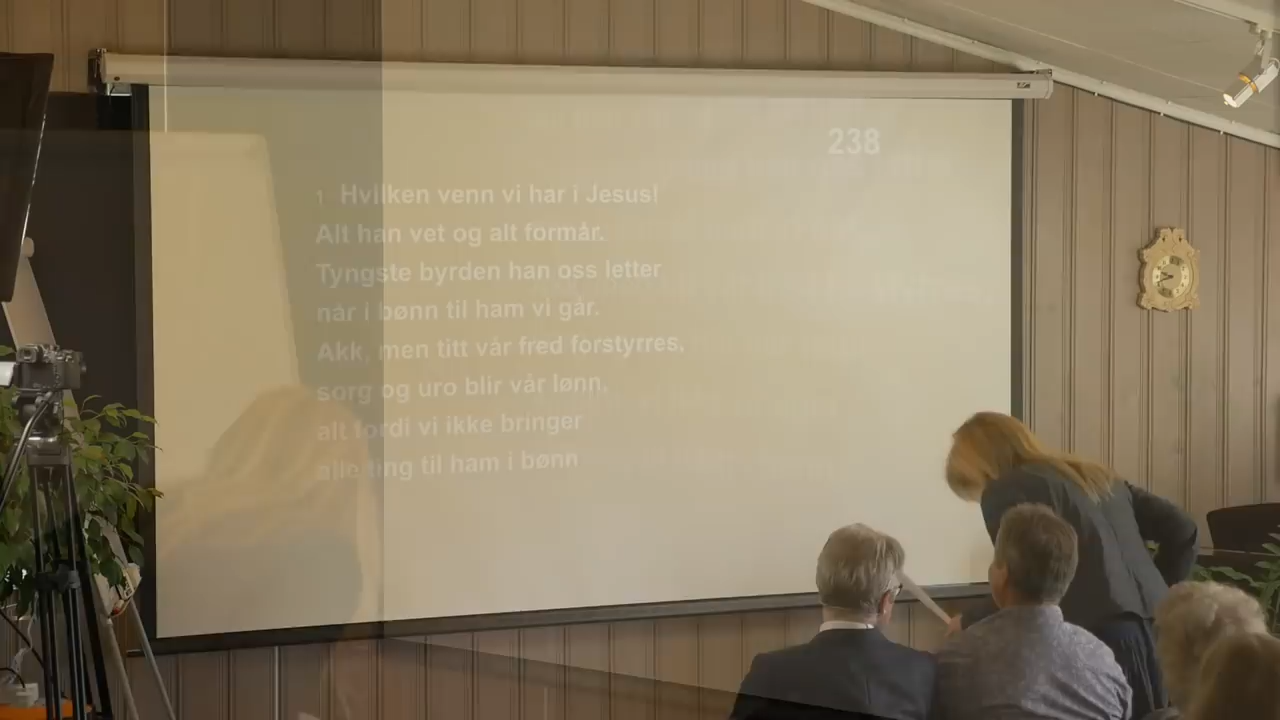 238
1 Hvilken venn vi har i Jesus!
Alt han vet og alt formår.
Tyngste byrden han oss letter
når i bønn til ham vi går.
Akk, men titt vår fred forstyrres,
sorg og uro blir vår lønn,
alt fordi vi ikke bringer
alle ting til ham i bønn